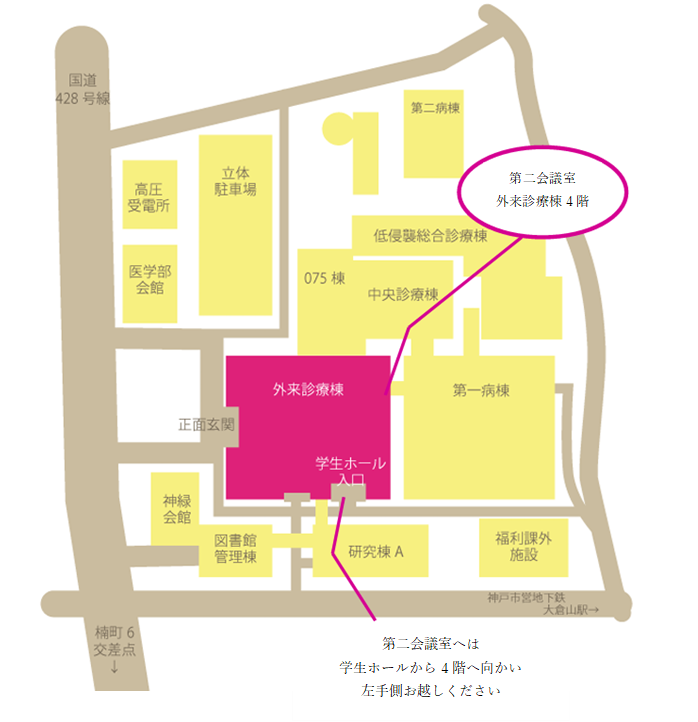 国道
428 号線
第二病棟
高圧
受電所
立体
駐車場
第二会議室
外来診療棟 4 階
低侵襲総合診療棟
医学部
会館
075 棟
中央診療棟
外来診療棟
第一病棟
正面玄関
学生ホール
入口
神緑
会館
図書館
管理棟
研究棟 A
福利課外
施設
神戸市営地下鉄
大倉山駅→
楠町 6
交差点
↓
第二会議室へは
学生ホールから 4 階へ向かい
左手側お越しください